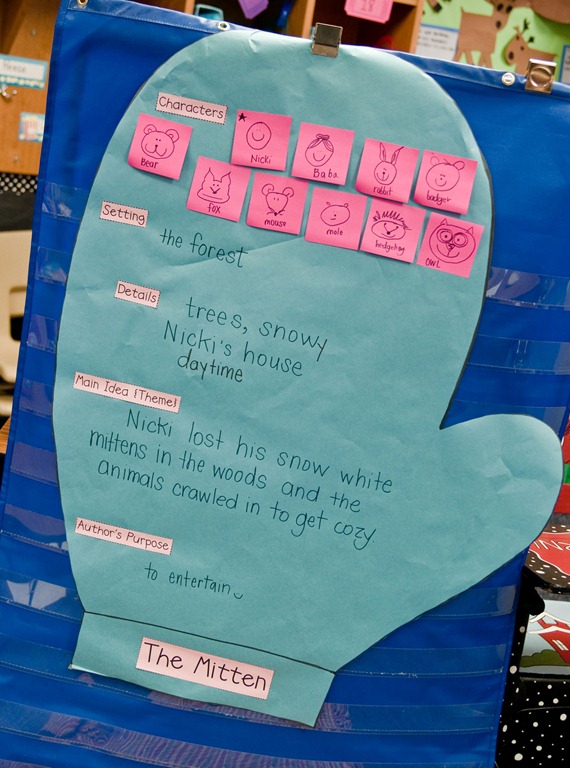 Characters
Bear
Nicki
Baba
rabbit
badger
fox
mouse
mole
hedgehog
owl
Setting
the forest
Details
trees, snowy
Nicki's house
daytime
Main Idea {Theme}
Nicki lost his snow white
mittens in the woods and the
animals crawled in to get cozy.
Author's Purpose
to entertain
The Mitten